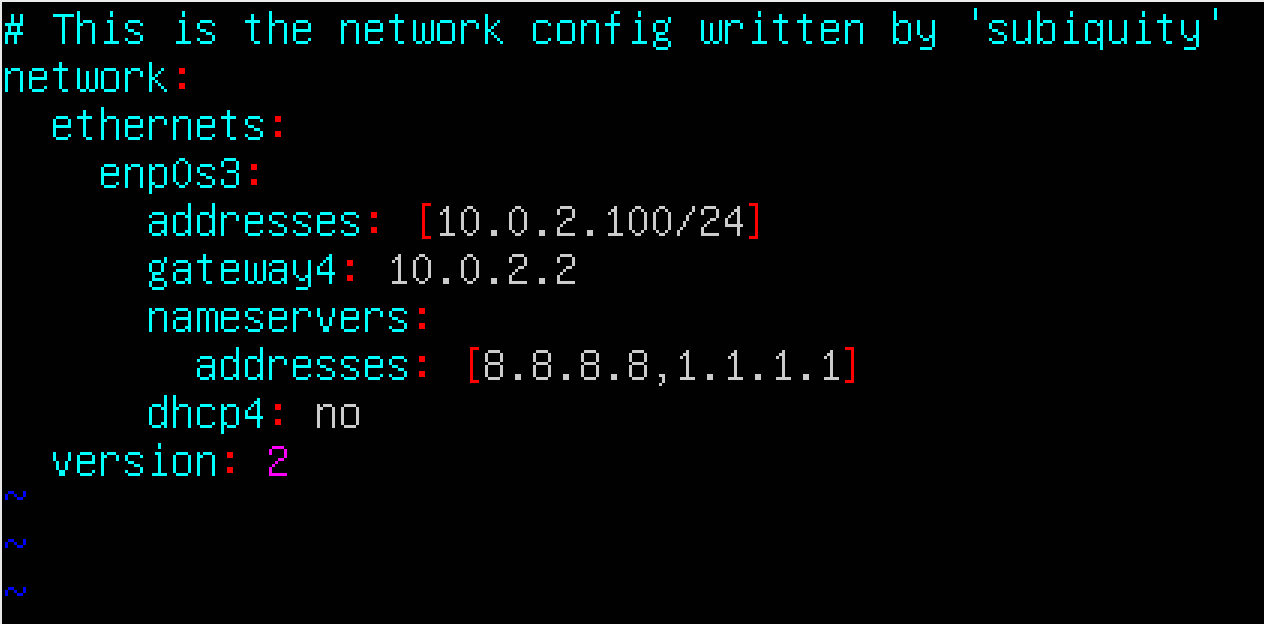 # This is the network config written by 'subiquity'
network:
  ethernets:
    enp0s3:
      addresses: [10.0.2.100/24]
      gateway4: 10.0.2.2
      nameservers:
        addresses: [8.8.8.8,1.1.1.1]
      dhcp4: no
  version: 2
~
~
~